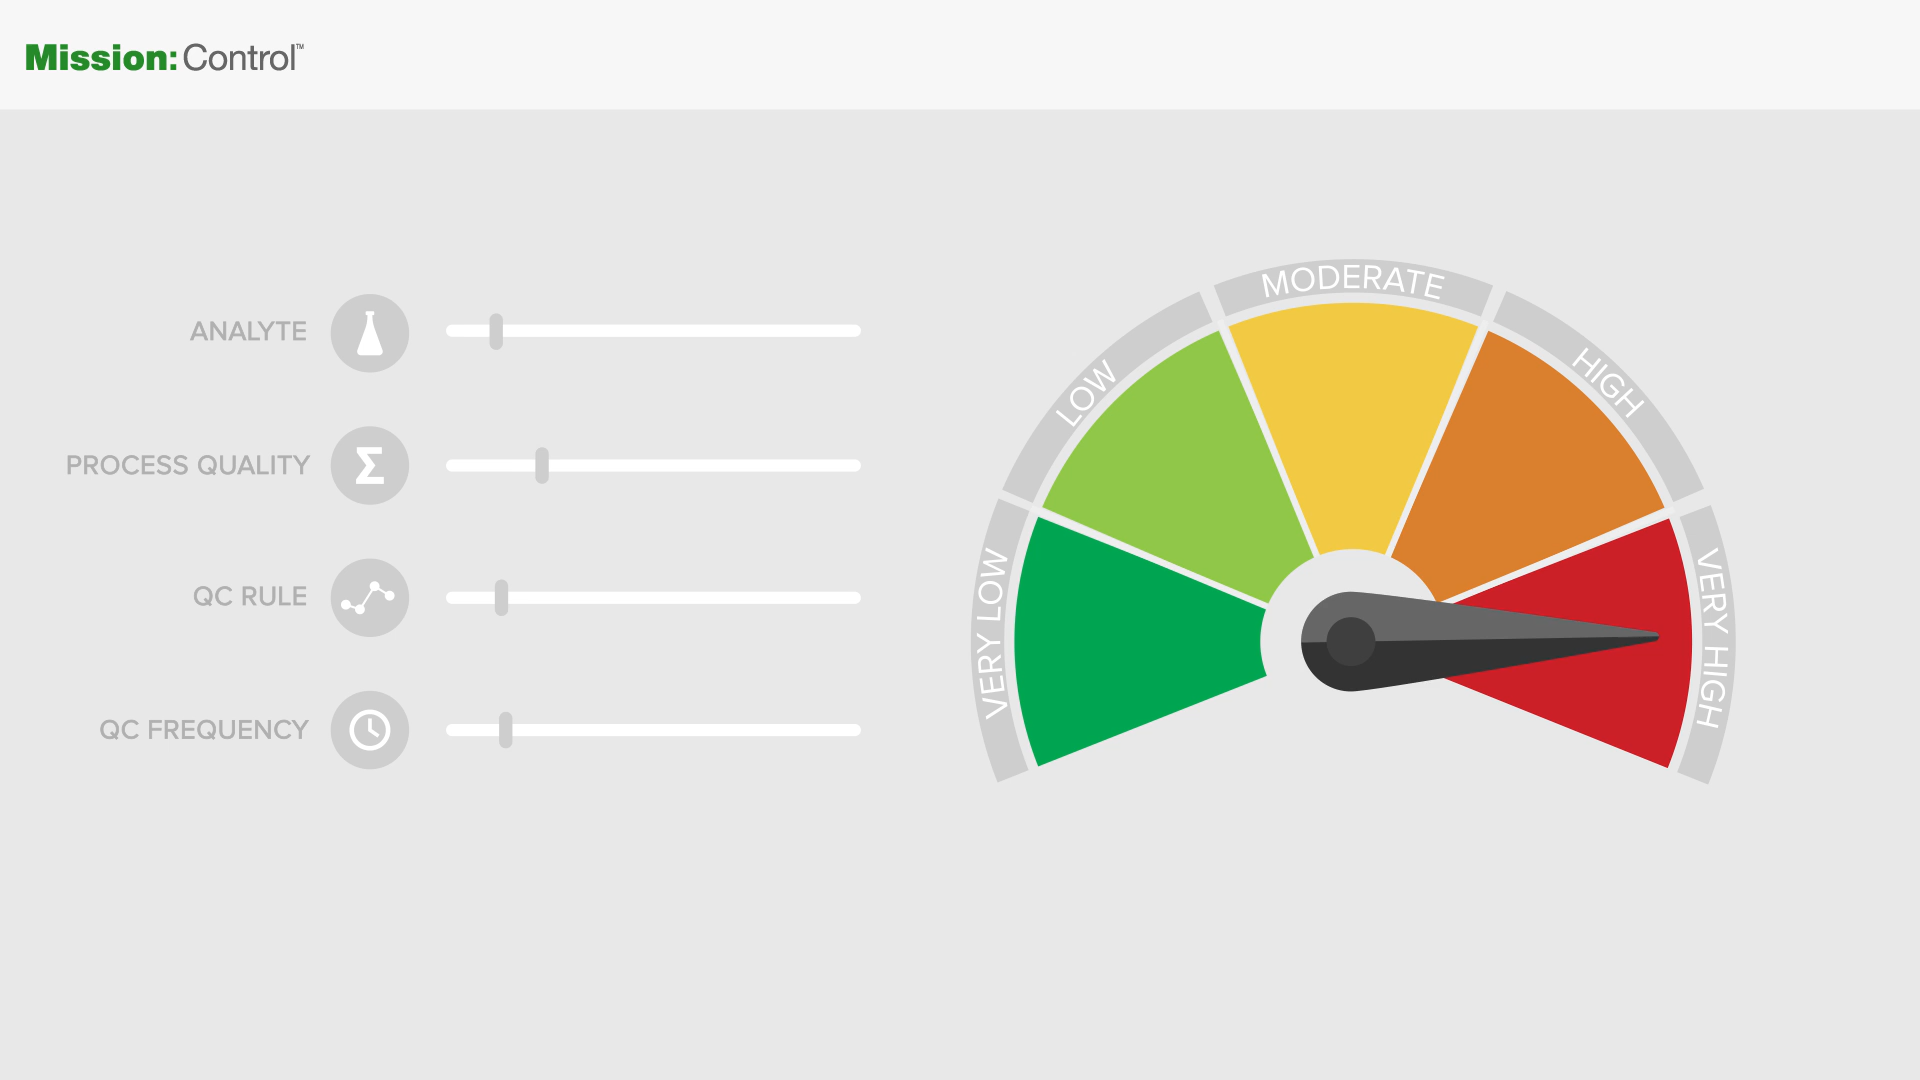 Mission:Control™
ANALYTE
PROCESS QUALITY
QC RULE
QC FREQUENCY
VERY LOW
LOW
MODERATE
HIGH
VERY HIGH